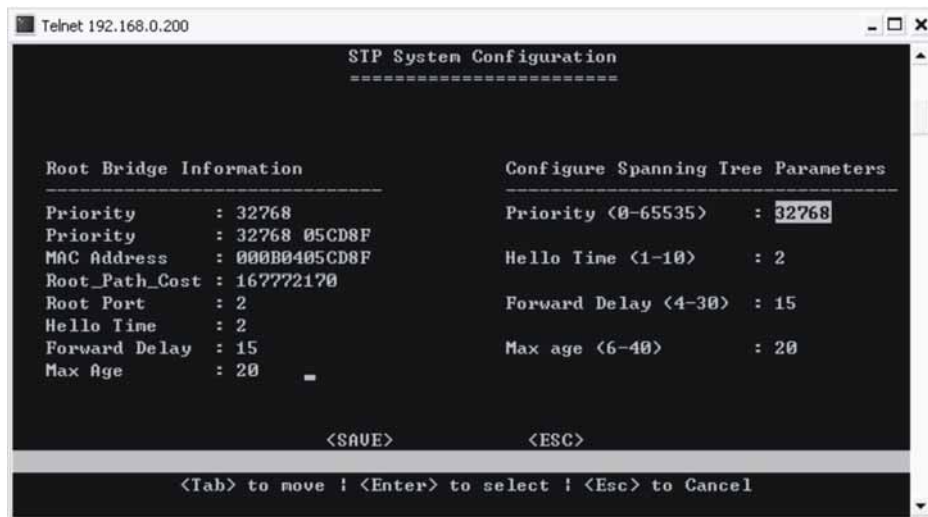 Telnet 192.168.0.200
STP System Configuration
========================
Root Bridge Information
Priority : 32768
Priority : 32768 05CD8F
MAC Address : 000B0405CD8F
Root_Path_Cost : 167772170
Root Port : 2
Hello Time : 2
Forward Delay : 15
Max Age : 20
Configure Spanning Tree Parameters
Priority (0-65535) : 32768
Hello Time (1-10) : 2
Forward Delay (4-30) : 15
Max age (6-40) : 20
<SAVE> <ESC>
<Tab> to move ¦ <Enter> to select ¦ <Esc> to Cancel